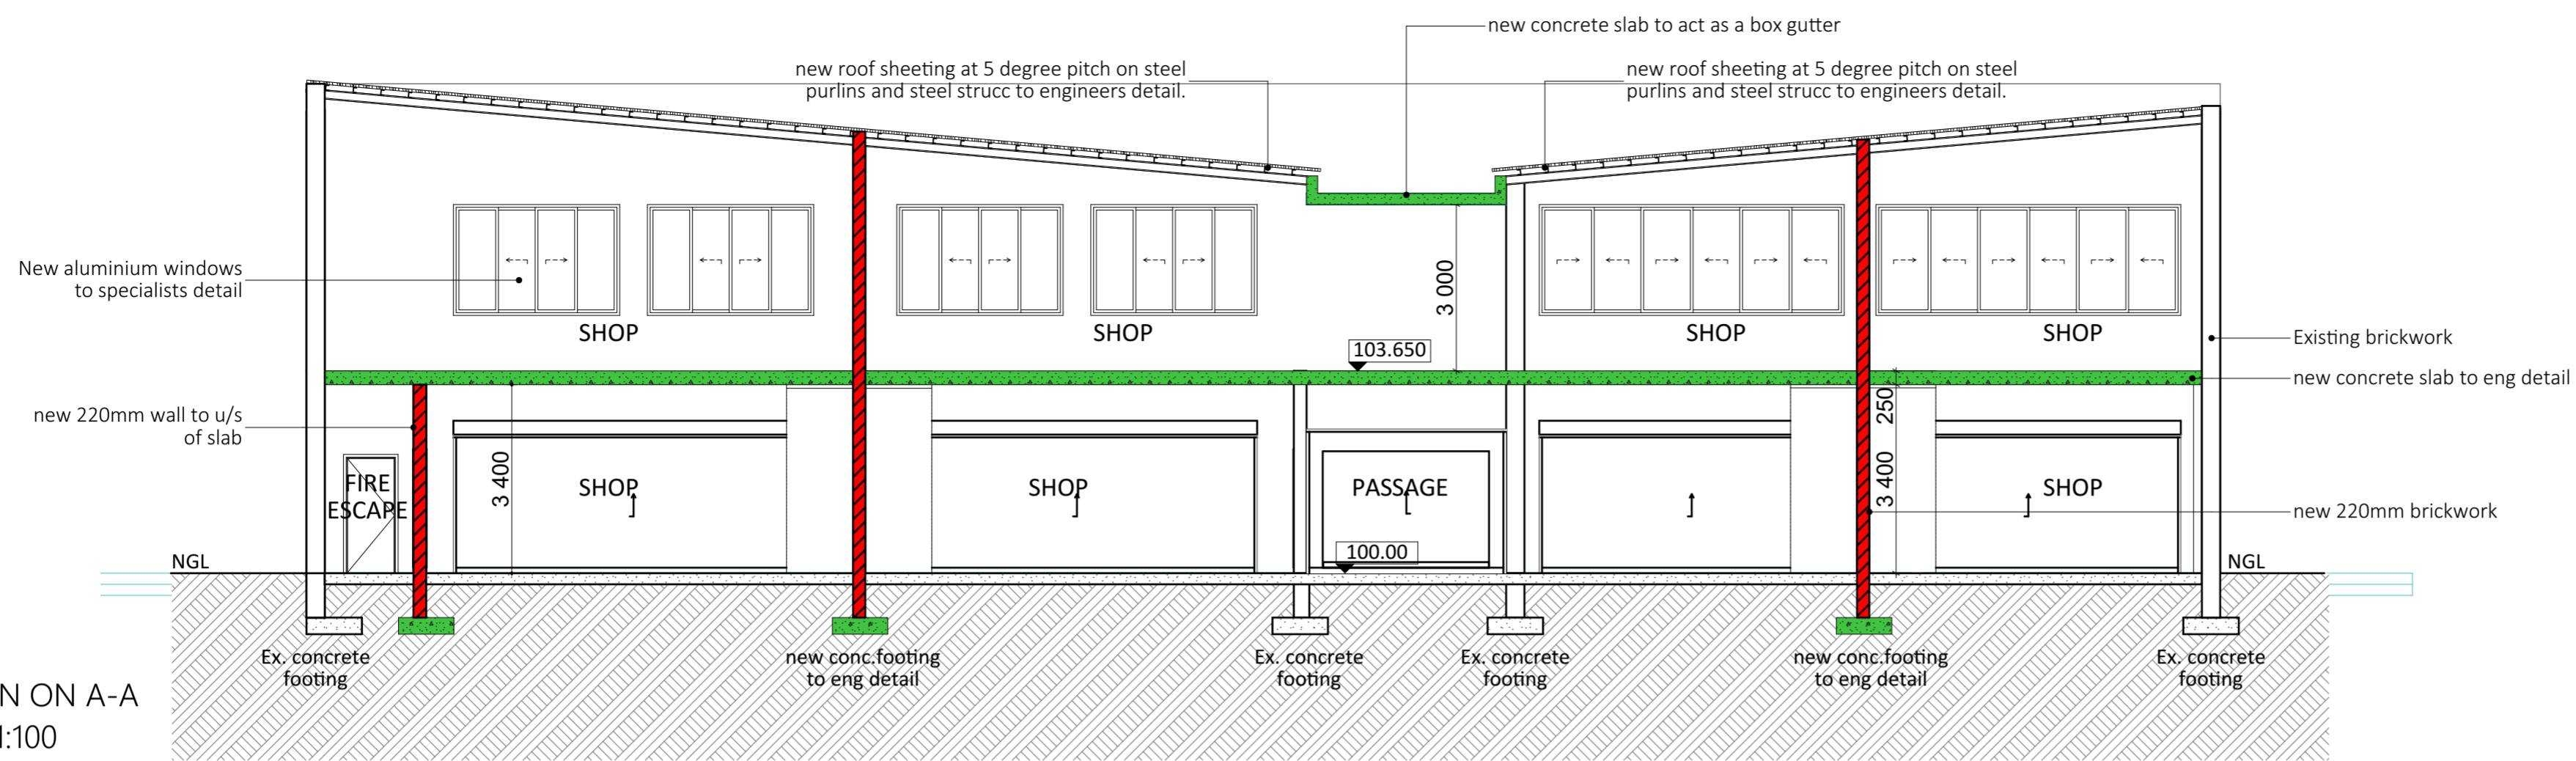 new concrete slab to act as a box gutter
new roof sheeting at 5 degree pitch on steel
purlins and steel strucc to engineers detail.
new roof sheeting at 5 degree pitch on steel
purlins and steel strucc to engineers detail.
New aluminium windows
to specialists detail
3 000
SHOP
SHOP
SHOP
SHOP
Existing brickwork
103.650
new concrete slab to eng detail
new 220mm wall to u/s
of slab
250
3 400
3 400
FIRE
ESCAPE
SHOP
SHOP
PASSAGE
SHOP
new 220mm brickwork
100.00
NGL
NGL
Ex. concrete
footing
new conc.footing
to eng detail
Ex. concrete
footing
Ex. concrete
footing
new conc.footing
to eng detail
Ex. concrete
footing
N ON A-A
1:100